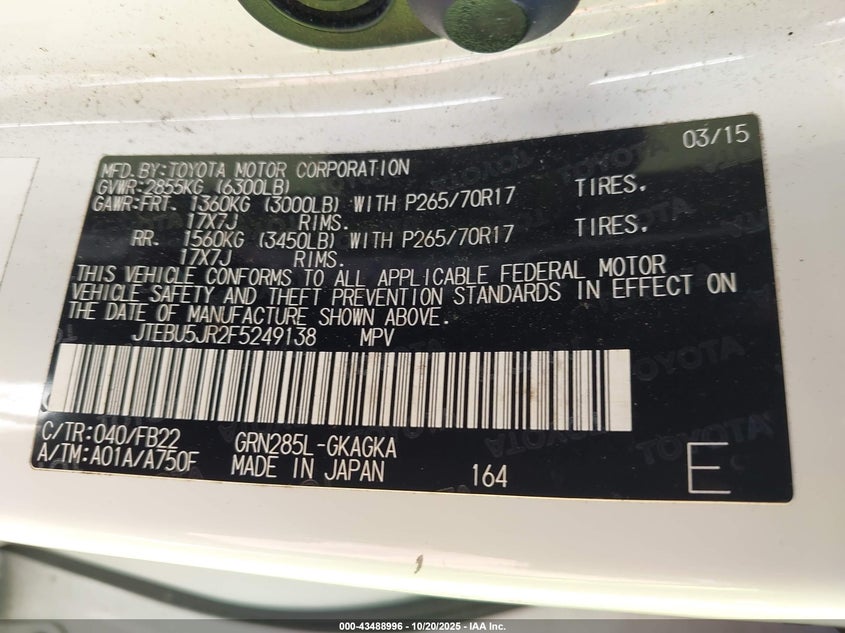 03/15
MFD.BY:TOYOTA MOTOR CORPORATION
GVWR:2855KG (6300LB)
GAWR:FRT. 1360KG (3000LB) WITH P265/70R17 TIRES.
17X7J RIMS.
RR. 1560KG (3450LB) WITH P265/70R17 TIRES.
17X7J RIMS.
THIS VEHICLE CONFORMS TO ALL APPLICABLE FEDERAL MOTOR
VEHICLE SAFETY AND THEFT PREVENTION STANDARDS IN EFFECT ON
THE DATE OF MANUFACTURE SHOWN ABOVE.
JTEBU5JR2F5249138 MPV
C/TR:040/FB22 GRN285L-GKAGKA
A/TM:A01A/A750F MADE IN JAPAN 164 E
000-43488996 - 10/20/2025 - IAA Inc.